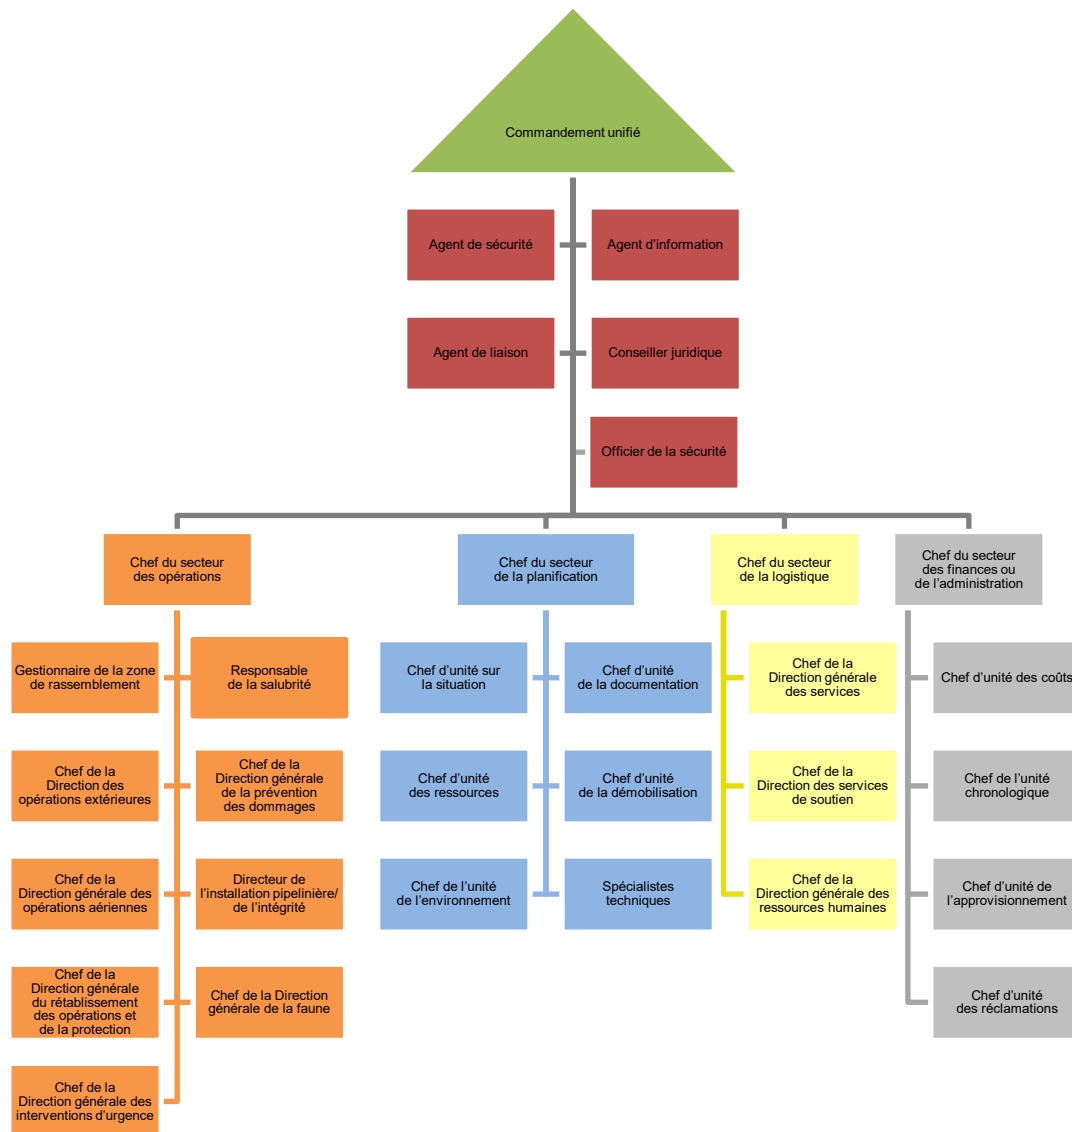 Commandement unifié
Agent de sécurité
Agent d'information
Agent de liaison
Conseiller juridique
Officier de la sécurité
Chef du secteur
des opérations
Chef du secteur
de la planification
Chef du secteur
de la logistique
Chef du secteur
des finances ou
de l'administration
Gestionnaire de la zone
de rassemblement
Responsable
de la salubrité
Chef de la
Direction des
opérations extérieures
Chef de la
Direction générale
de la prévention
des dommages
Chef de la
Direction générale des
opérations aériennes
Directeur de
l'installation pipelinière/
de l'intégrité
Chef de la
Direction générale
du rétablissement
des opérations et
de la protection
Chef de la Direction
générale de la faune
Chef de la
Direction générale des
interventions d'urgence
Chef d'unité sur
la situation
Chef d'unité
de la documentation
Chef d'unité
des ressources
Chef d'unité
de la démobilisation
Chef de l'unité
de l'environnement
Spécialistes
techniques
Chef de la
Direction générale
des services
Chef de la
Direction des services
de soutien
Chef de la
Direction générale des
ressources humaines
Chef d'unité des coûts
Chef de l'unité
chronologique
Chef d'unité de
l'approvisionnement
Chef d'unité
des réclamations